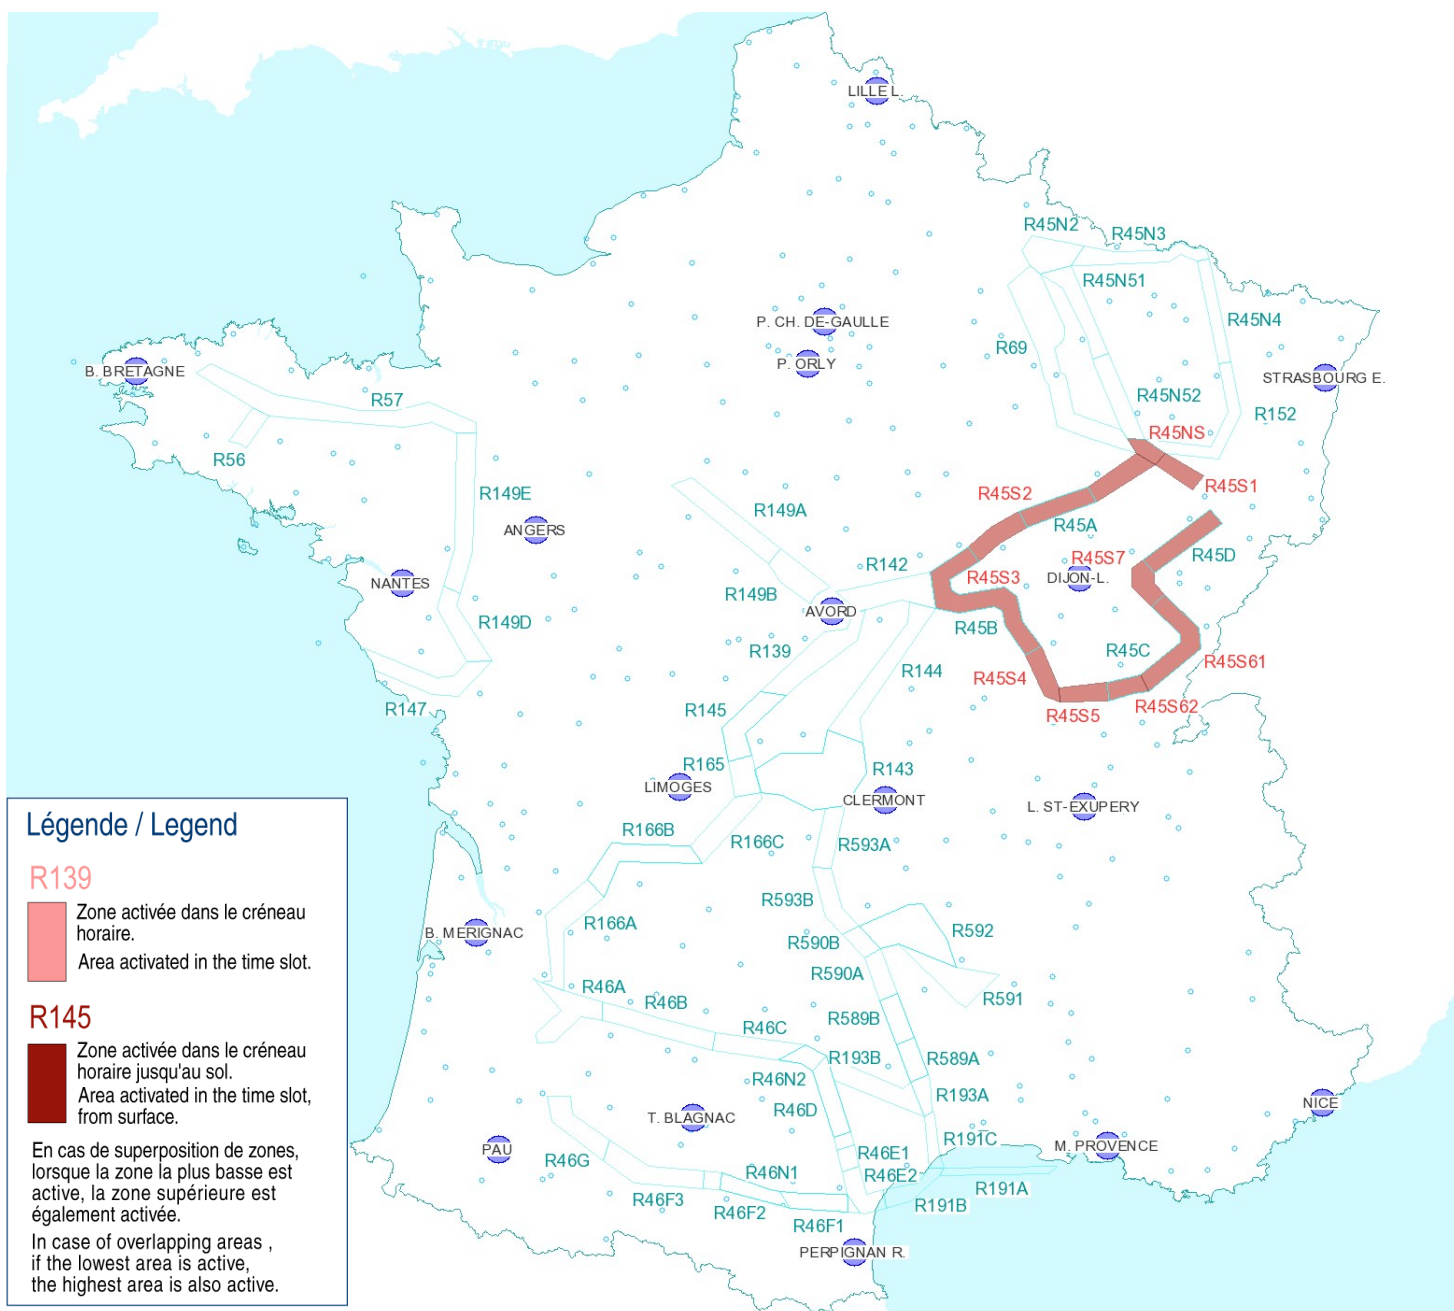 LILLE L.
R45N2
R45N3
R45N51
P. CH. DE-GAULLE
R45N4
R69
P. ORLY
B. BRETAGNE
STRASBOURG E.
R57
R45N52
R152
R45NS
R56
R45S1
R149E
R45S2
R149A
R45A
ANGERS
R45S7
R45D
R142
R45S3
DIJON-L.
NANTES
R149B
AVORD
R149D
R45B
R139
R45C
R45S61
R144
R45S4
R147
R145
R45S5
R45S62
R165
R143
LIMOGES
CLERMONT
L. ST-EXUPERY
R166B
R166C
R593A
R593B
R166A
B. MERIGNAC
R590B
R592
R590A
R46A
R46B
R591
R46C
R589B
R193B
R589A
R46N2
R193A
R46D
T. BLAGNAC
NICE
PAU
R191C
M. PROVENCE
R46E1
R46G
R46N1
R46E2
R191A
R46F3
R46F2
R191B
R46F1
PERPIGNAN R.
Légende / Legend
R139
Zone activée dans le créneau
horaire.
Area activated in the time slot.
R145
Zone activée dans le créneau
horaire jusqu'au sol.
Area activated in the time slot,
from surface.
En cas de superposition de zones,
lorsque la zone la plus basse est
active, la zone supérieure est
également activée.
In case of overlapping areas ,
if the lowest area is active,
the highest area is also active.